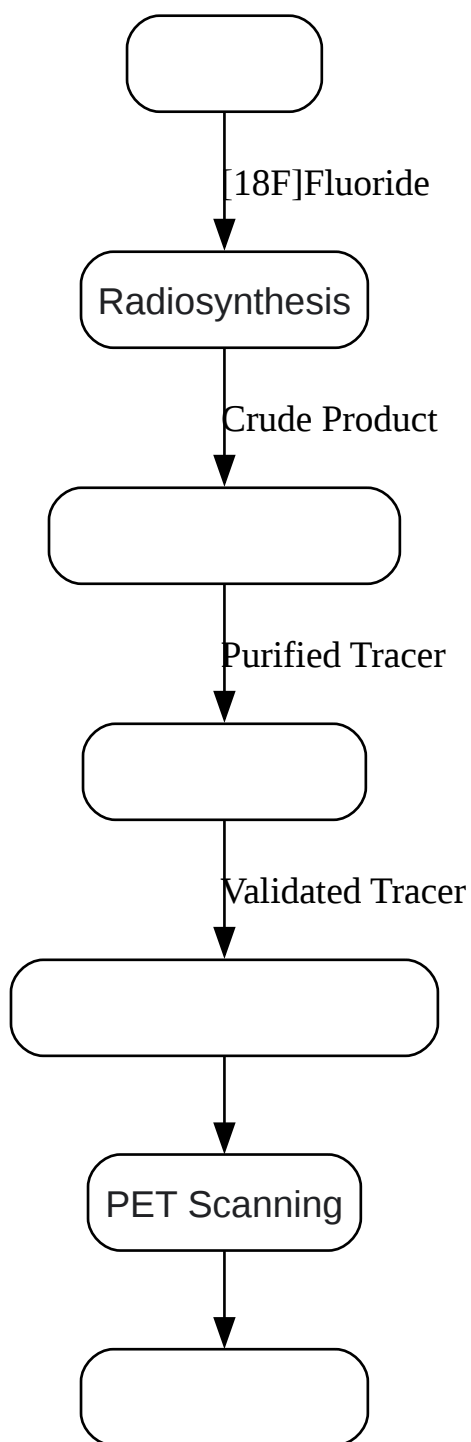 [18F]Fluoride
Radiosynthesis
Crude Product
Purified Tracer
Validated Tracer
PET Scanning